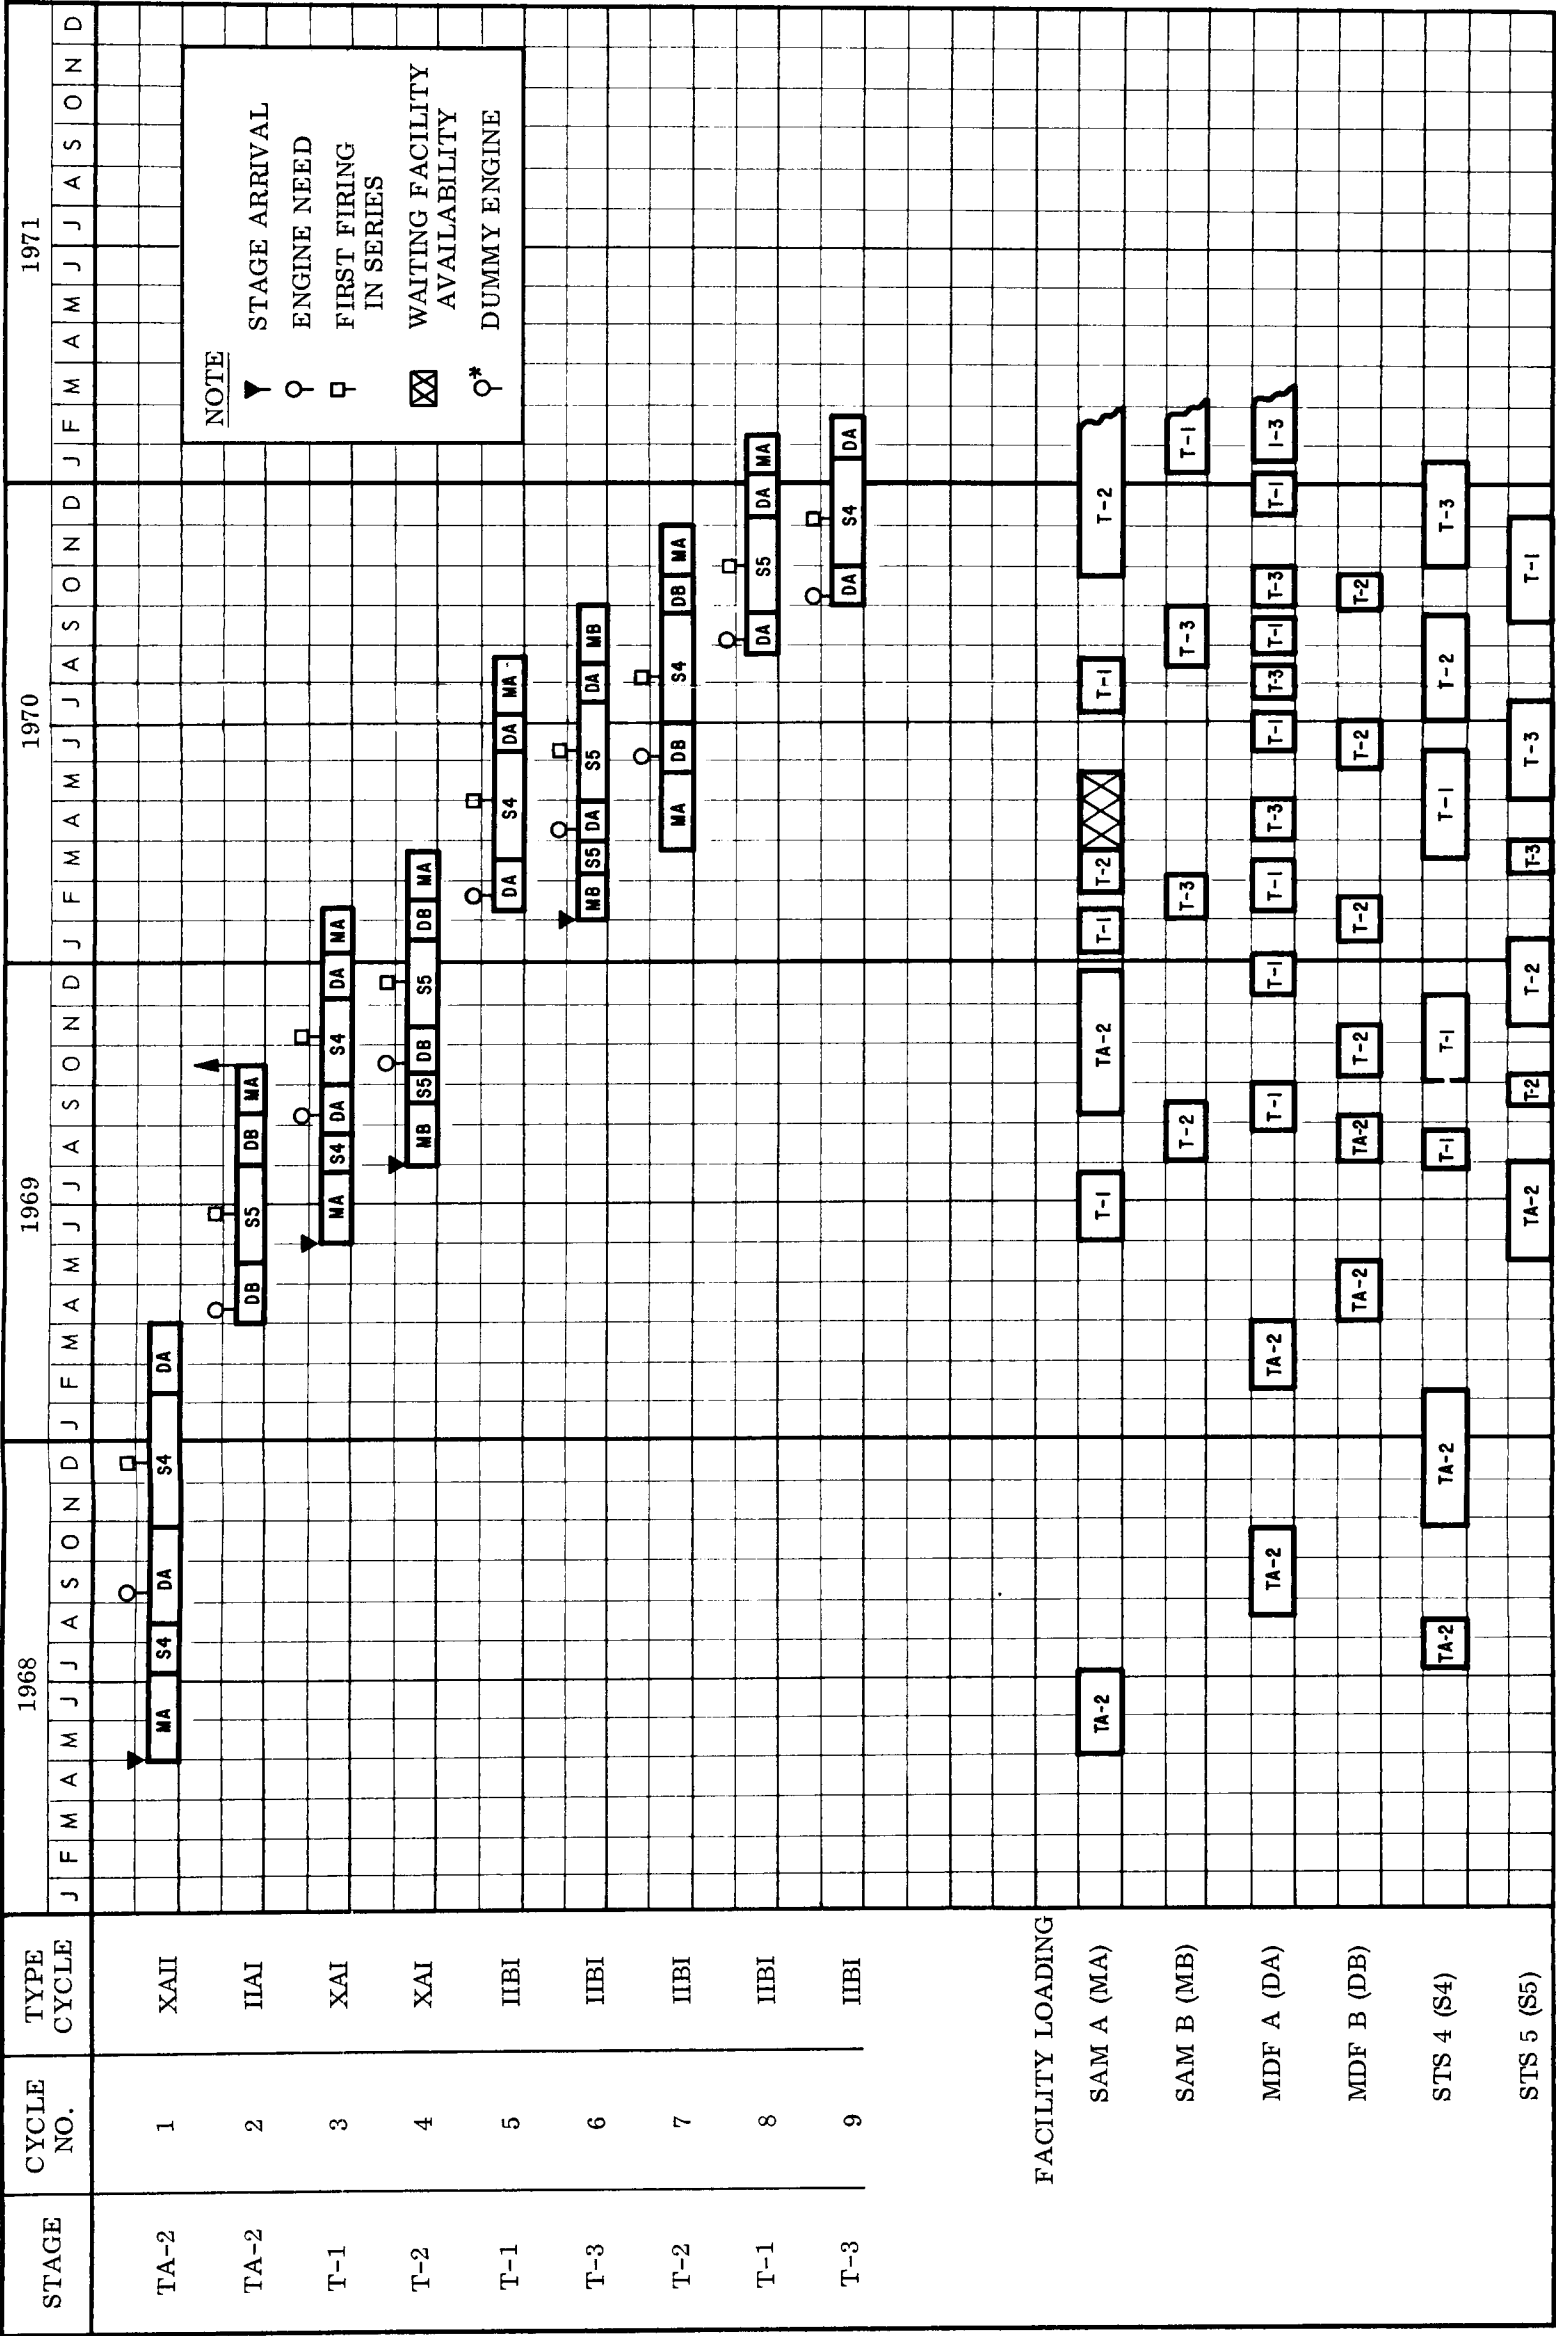 STAGE CYCLE NO. TYPE CYCLE 1968 1969 1970 1971
J F M A M J J A S O N D J F M A M J J A S O N D J F M A M J J A S O N D J F M A M J J A S O N D
TA-2 1 XAII MA S4 DA S4 DA
TA-2 2 IIAI DB S5 DB MA
T-1 3 XAI MA S4 DA S4 DA MA
T-2 4 XAI MB S5 DB S5 DB MA
T-1 5 IIBI DA S4 DA MA
T-3 6 IIBI MB S5 DA S5 DA MB
T-2 7 IIBI MA DB S4 DB MA
T-1 8 IIBI DA S5 DA MA
T-3 9 IIBI DA S4 DA
NOTE
STAGE ARRIVAL
ENGINE NEED
FIRST FIRING
IN SERIES
WAITING FACILITY
AVAILABILITY
* DUMMY ENGINE
FACILITY LOADING
SAM A (MA) TA-2 T-1 TA-2 T-1 T-2 T-1 T-2
SAM B (MB) T-2 T-3 T-3 T-1
MDF A (DA) TA-2 TA-2 T-1 T-1 T-1 T-3 T-1 T-3 T-1 T-3 T-1 I-3
MDF B (DB) TA-2 TA-2 T-2 T-2 T-2 T-2
STS 4 (S4) TA-2 TA-2 T-1 T-1 T-1 T-2 T-3
STS 5 (S5) TA-2 T-2 T-2 T-3 T-3 T-1